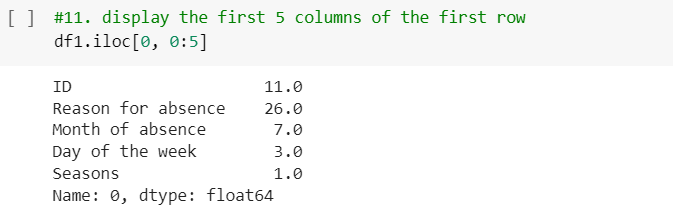 [ ] #11. display the first 5 columns of the first row
df1.iloc[0, 0:5]
ID 11.0
Reason for absence 26.0
Month of absence 7.0
Day of the week 3.0
Seasons 1.0
Name: 0, dtype: float64